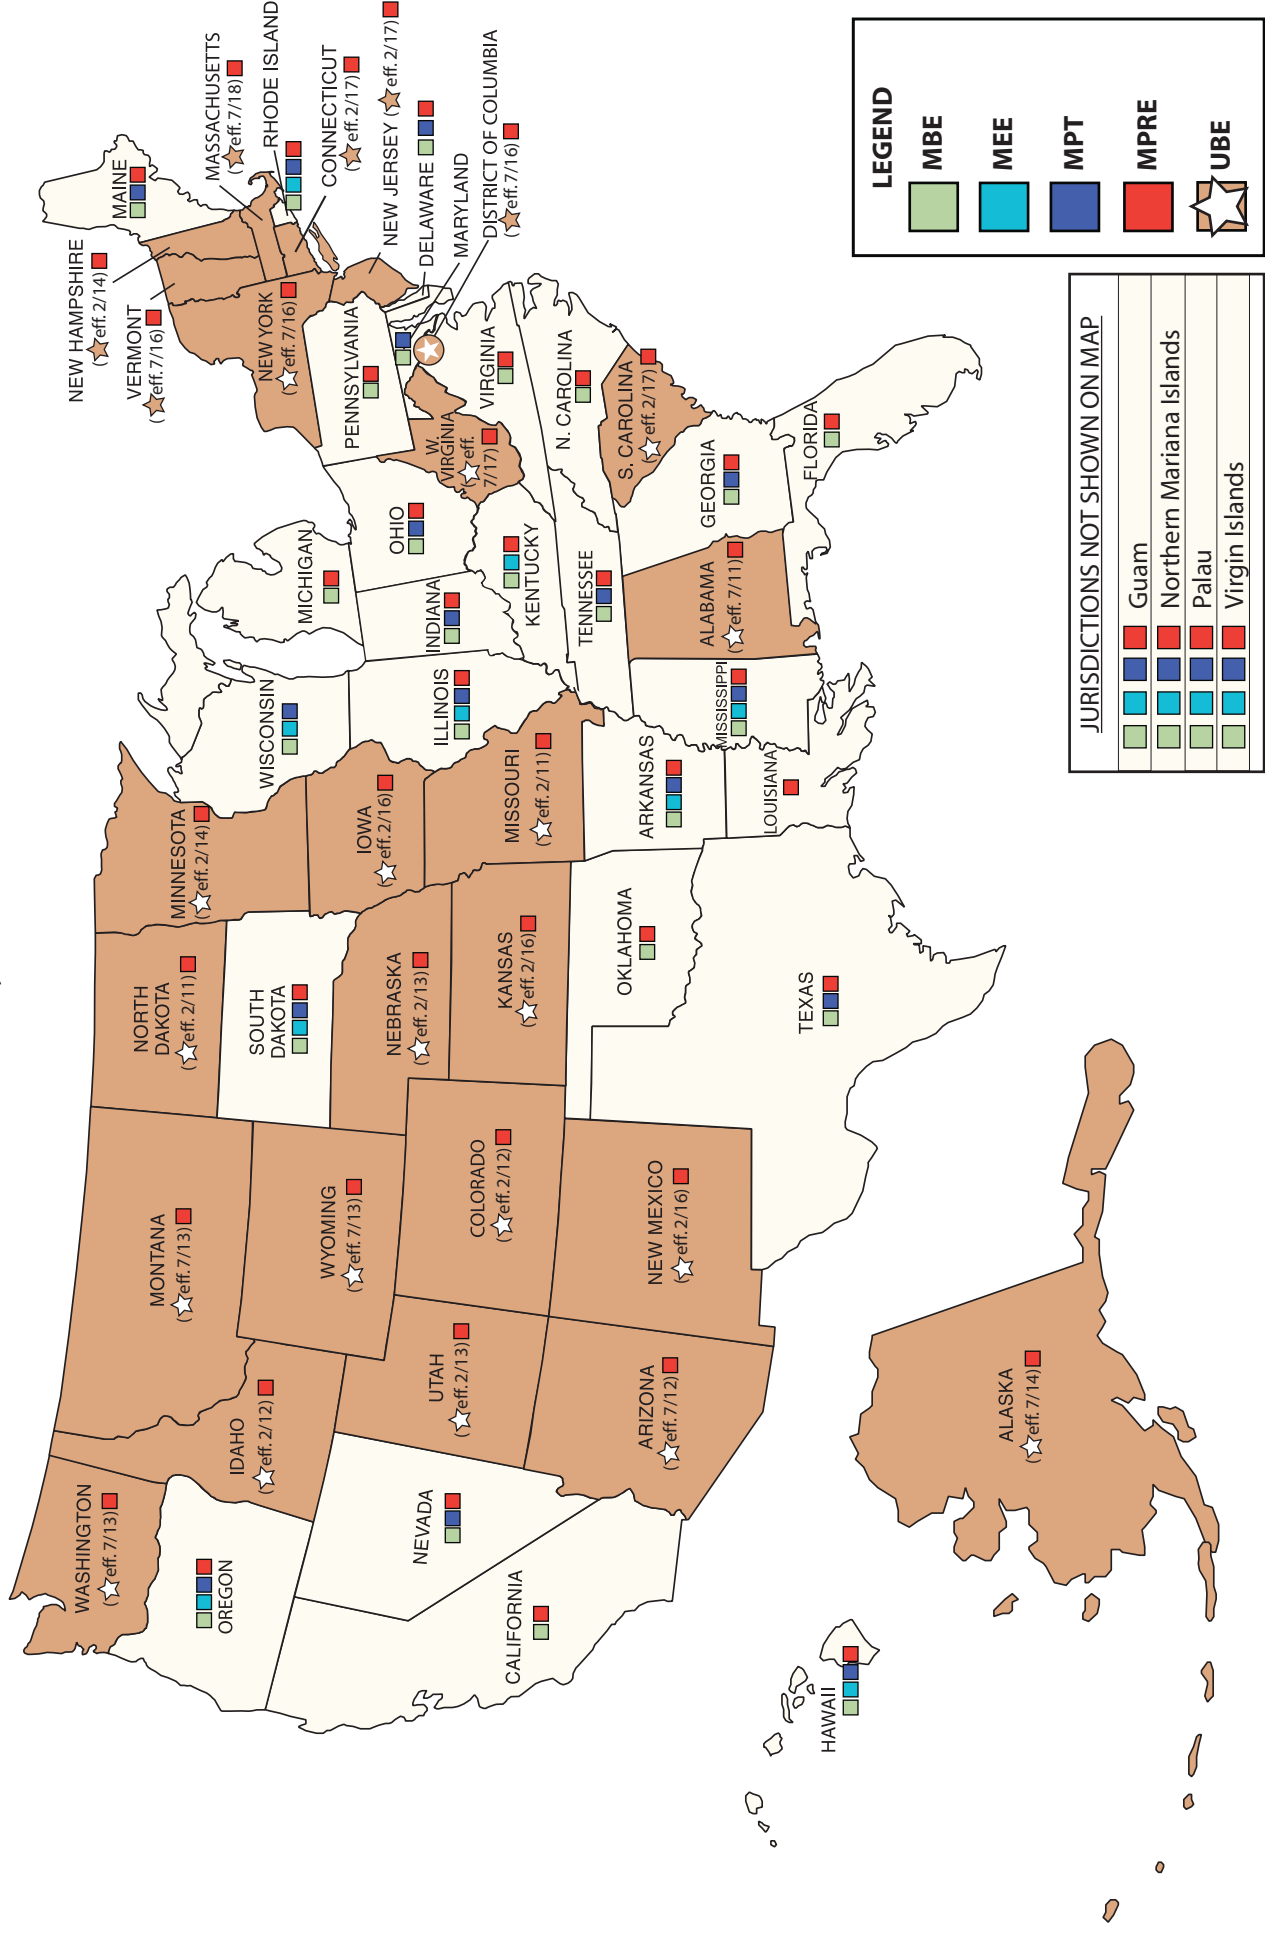 WASHINGTON
(eff. 7/13)
OREGON
CALIFORNIA
NEVADA
IDAHO
(eff. 2/12)
MONTANA
(eff. 7/13)
WYOMING
(eff. 7/13)
UTAH
(eff. 2/13)
ARIZONA
(eff. 7/12)
COLORADO
(eff. 2/12)
NEW MEXICO
(eff. 2/16)
NORTH
DAKOTA
(eff. 2/11)
SOUTH
DAKOTA
NEBRASKA
(eff. 2/13)
KANSAS
(eff. 2/16)
OKLAHOMA
TEXAS
MINNESOTA
(eff. 2/14)
IOWA
(eff. 2/16)
MISSOURI
(eff. 2/11)
ARKANSAS
LOUISIANA
WISCONSIN
ILLINOIS
MISSISSIPPI
MICHIGAN
INDIANA
KENTUCKY
TENNESSEE
ALABAMA
(eff. 7/11)
OHIO
GEORGIA
FLORIDA
W.
VIRGINIA
(eff.
7/17)
VIRGINIA
N. CAROLINA
S. CAROLINA
(eff. 2/17)
PENNSYLVANIA
NEW YORK
(eff. 7/16)
VERMONT
(eff. 7/16)
NEW HAMPSHIRE
(eff. 2/14)
MAINE
MASSACHUSETTS
(eff. 7/18)
RHODE ISLAND
CONNECTICUT
(eff. 2/17)
NEW JERSEY (eff. 2/17)
DELAWARE
MARYLAND
DISTRICT OF COLUMBIA
(eff. 7/16)
HAWAII
ALASKA
(eff. 7/14)
JURISDICTIONS NOT SHOWN ON MAP
Guam
Northern Mariana Islands
Palau
Virgin Islands
LEGEND
MBE
MEE
MPT
MPRE
UBE